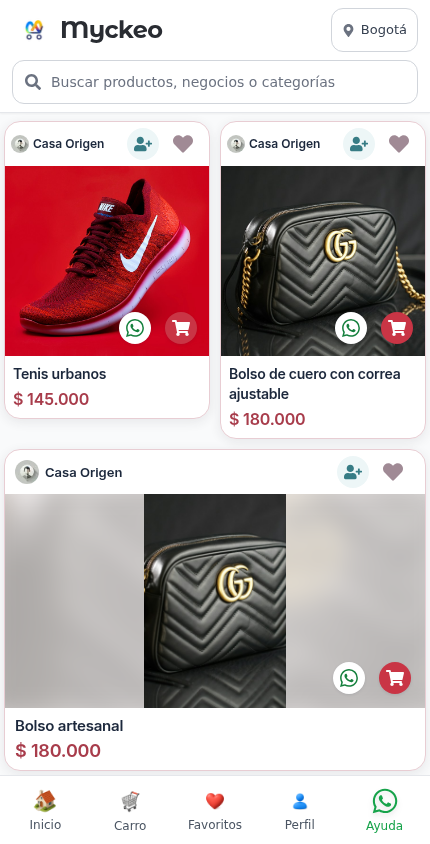 Myckeo
Bogotá
Buscar productos, negocios o categorías
Casa Origen
NIKE
Tenis urbanos
$ 145.000
Casa Origen
Bolso de cuero con correa
ajustable
$ 180.000
Casa Origen
Bolso artesanal
$ 180.000
Inicio
Carro
Favoritos
Perfil
Ayuda